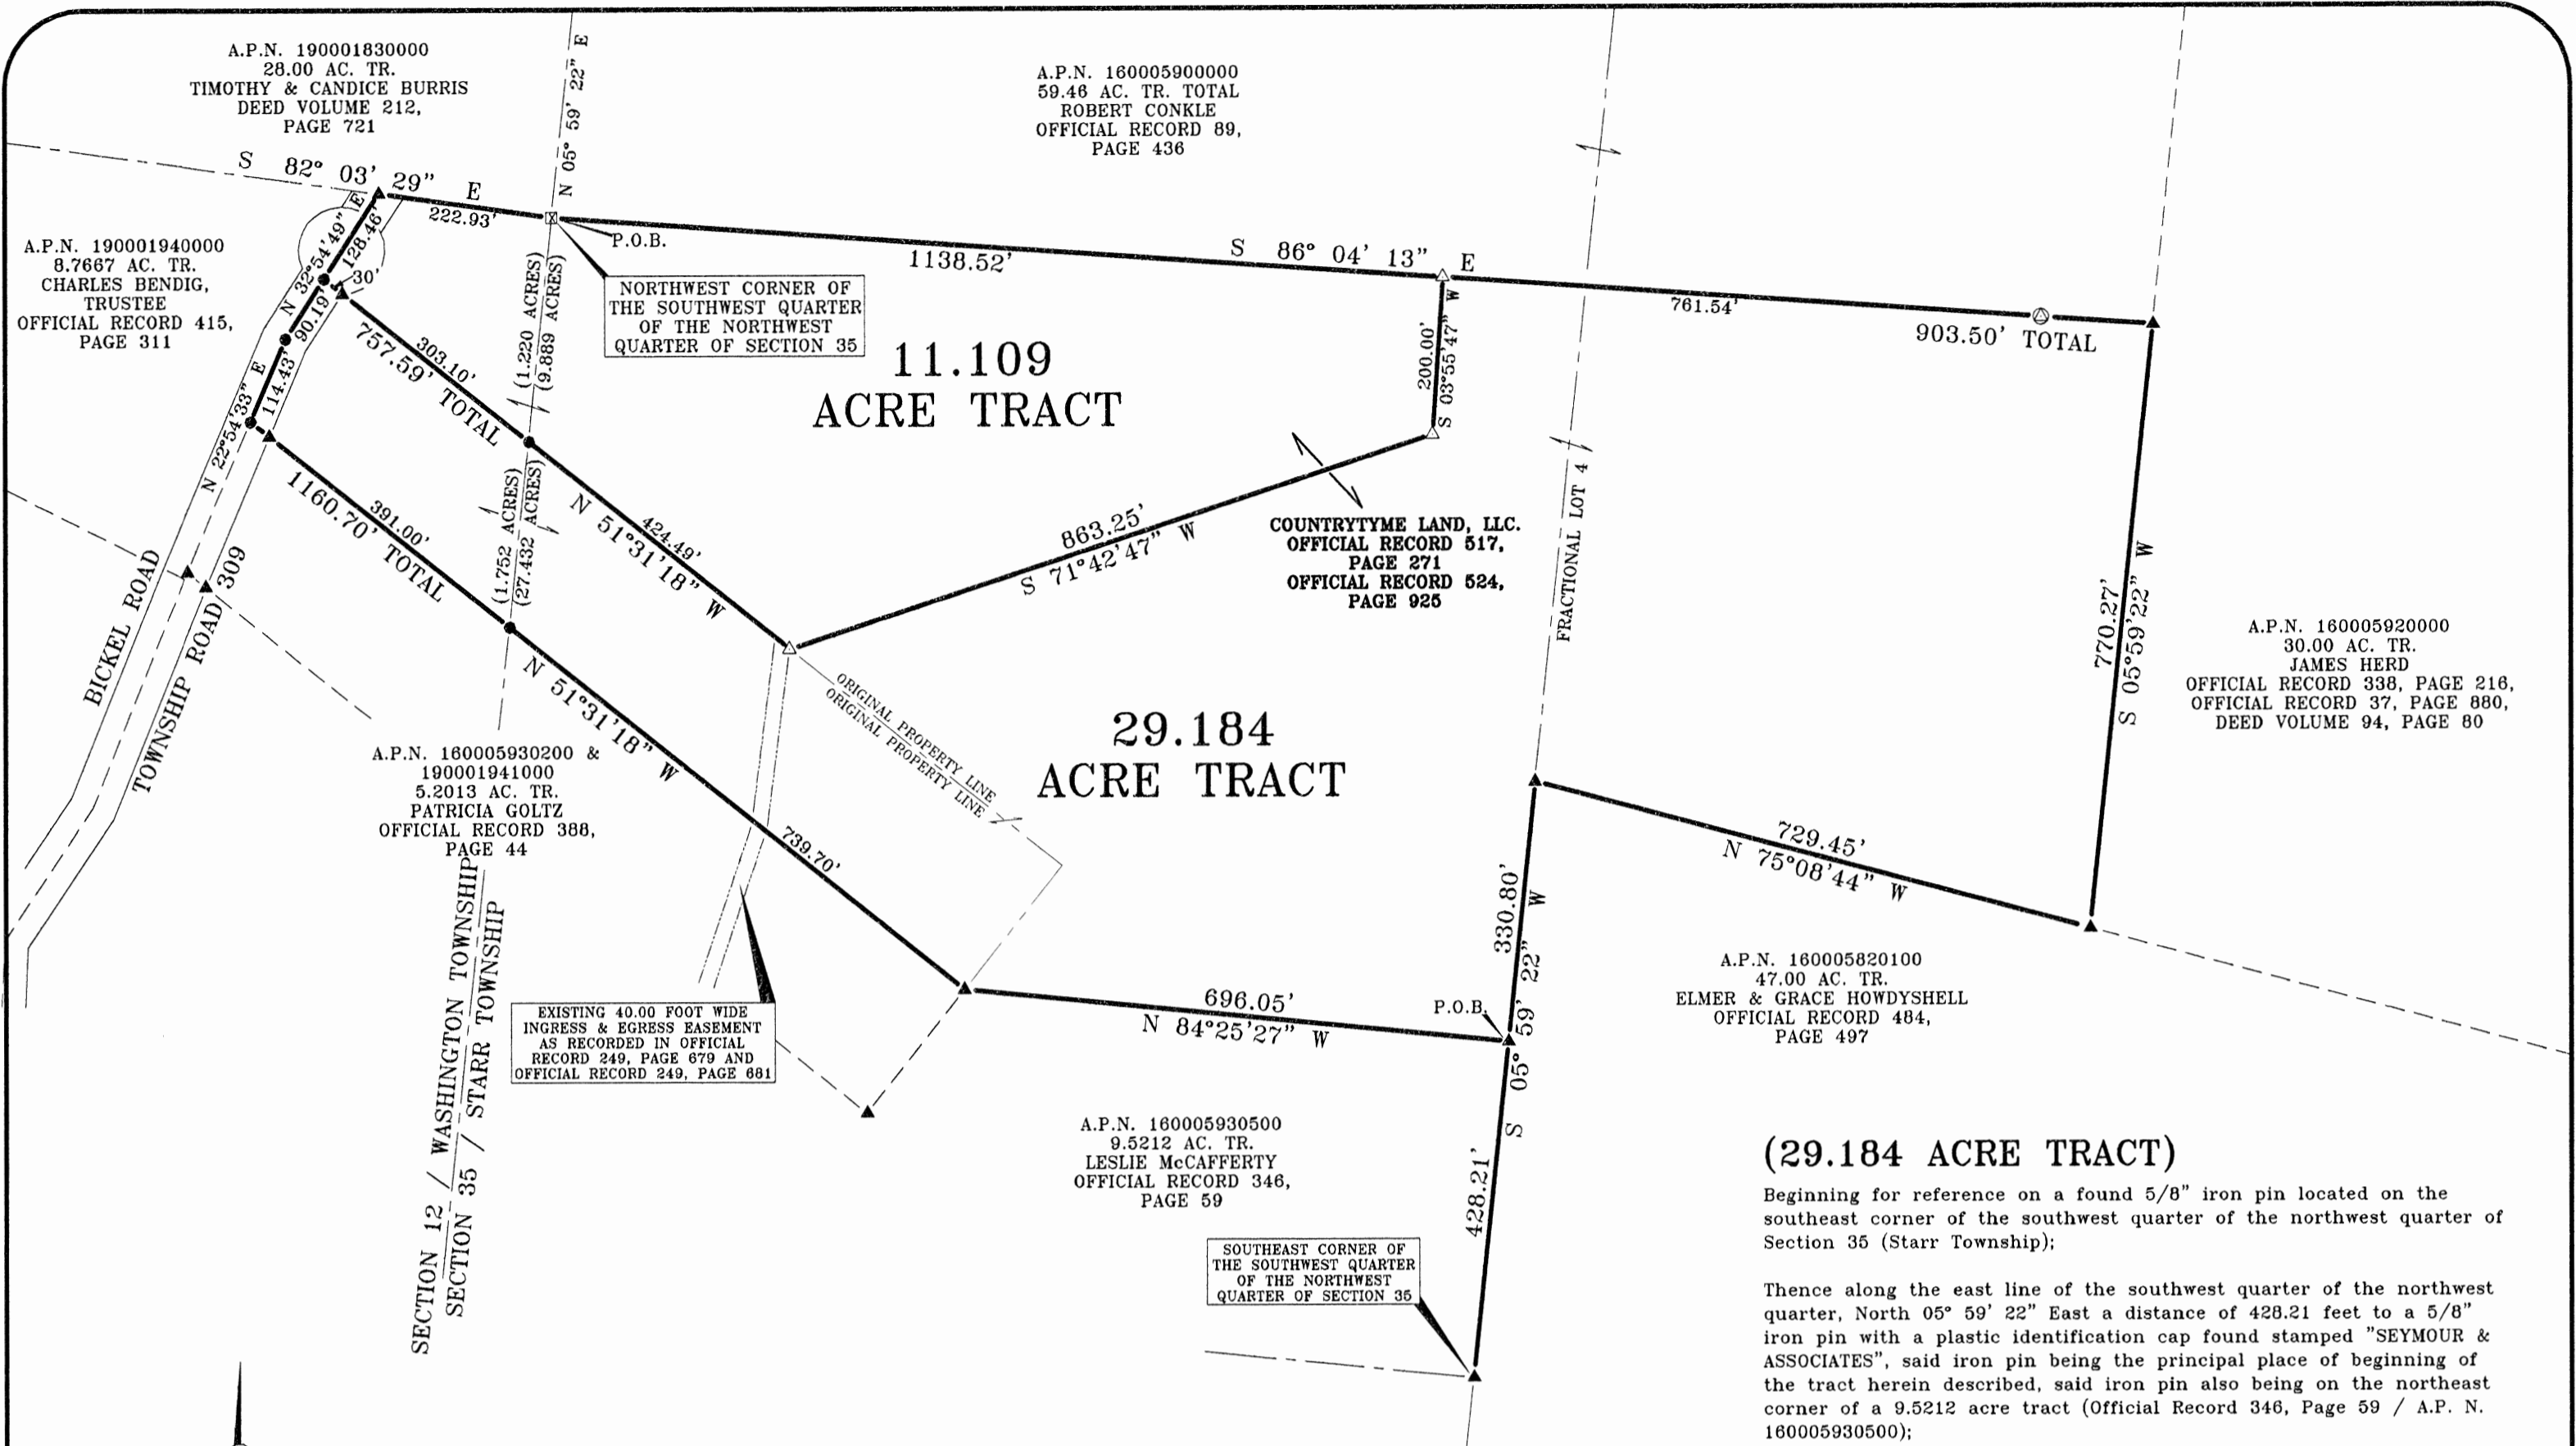 A.P.N. 190001830000
28.00 AC. TR.
TIMOTHY & CANDICE BURRIS
DEED VOLUME 212,
PAGE 721
N 05° 59' 22" E
A.P.N. 160005900000
59.46 AC. TR. TOTAL
ROBERT CONKLE
OFFICIAL RECORD 89,
PAGE 436
S 82° 03' 29" E
222.93'
A.P.N. 190001940000
8.7667 AC. TR.
CHARLES BENDIG,
TRUSTEE
OFFICIAL RECORD 415,
PAGE 311
N 32°54'49" E
128.46'
90.19'
30'
N 22°54'33" E
114.43'
P.O.B.
1138.52'
S 86° 04' 13" E
761.54'
903.50' TOTAL
NORTHWEST CORNER OF
THE SOUTHWEST QUARTER
OF THE NORTHWEST
QUARTER OF SECTION 35
(1.220 ACRES)
(9.889 ACRES)
11.109
ACRE TRACT
200.00'
S 03°55'47" W
303.10'
757.59' TOTAL
424.49'
N 51°31'18" W
863.25'
S 71°42'47" W
391.00'
1160.70' TOTAL
(1.752 ACRES)
(27.432 ACRES)
N 51°31'18" W
739.70'
COUNTRYTYME LAND, LLC.
OFFICIAL RECORD 517,
PAGE 271
OFFICIAL RECORD 524,
PAGE 925
FRACTIONAL LOT 4
770.27'
S 05°59'22" W
A.P.N. 160005920000
30.00 AC. TR.
JAMES HERD
OFFICIAL RECORD 338, PAGE 216,
OFFICIAL RECORD 37, PAGE 880,
DEED VOLUME 94, PAGE 80
BICKEL ROAD
TOWNSHIP ROAD 309
ORIGINAL PROPERTY LINE
ORIGINAL PROPERTY LINE
29.184
ACRE TRACT
A.P.N. 160005930200 &
190001941000
5.2013 AC. TR.
PATRICIA GOLTZ
OFFICIAL RECORD 388,
PAGE 44
729.45'
N 75°08'44" W
330.80'
S 05° 59' 22" W
696.05'
N 84°25'27" W
P.O.B.
A.P.N. 160005820100
47.00 AC. TR.
ELMER & GRACE HOWDYSHELL
OFFICIAL RECORD 484,
PAGE 497
SECTION 12 / WASHINGTON TOWNSHIP
SECTION 35 / STARR TOWNSHIP
EXISTING 40.00 FOOT WIDE
INGRESS & EGRESS EASEMENT
AS RECORDED IN OFFICIAL
RECORD 249, PAGE 679 AND
OFFICIAL RECORD 249, PAGE 681
A.P.N. 160005930500
9.5212 AC. TR.
LESLIE McCAFFERTY
OFFICIAL RECORD 346,
PAGE 59
428.21'
SOUTHEAST CORNER OF
THE SOUTHWEST QUARTER
OF THE NORTHWEST
QUARTER OF SECTION 35
(29.184 ACRE TRACT)
Beginning for reference on a found 5/8" iron pin located on the
southeast corner of the southwest quarter of the northwest quarter of
Section 35 (Starr Township);
Thence along the east line of the southwest quarter of the northwest
quarter, North 05° 59' 22" East a distance of 428.21 feet to a 5/8"
iron pin with a plastic identification cap found stamped "SEYMOUR &
ASSOCIATES", said iron pin being the principal place of beginning of
the tract herein described, said iron pin also being on the northeast
corner of a 9.5212 acre tract (Official Record 346, Page 59 / A.P. N.
160005930500);